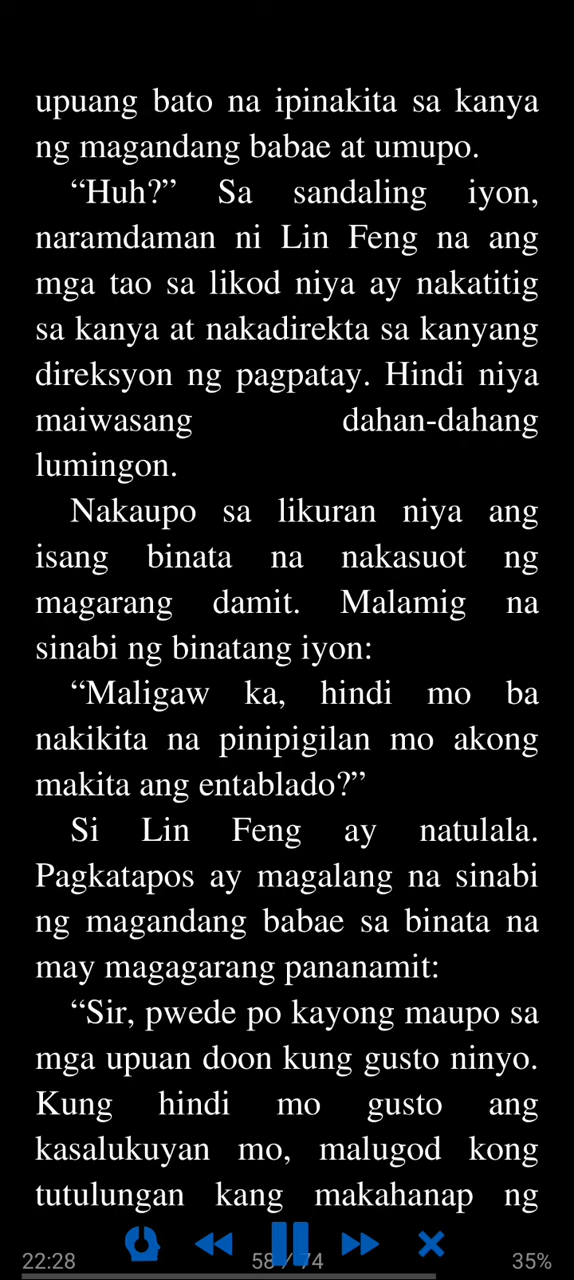 upuang bato na ipinakita sa kanya
ng magandang babae at umupo.
“Huh?” Sa sandaling iyon,
naramdaman ni Lin Feng na ang
mga tao sa likod niya ay nakatitig
sa kanya at nakadirekta sa kanyang
direksyon ng pagpatay. Hindi niya
maiwasang dahan-dahang
lumingon.
Nakaupo sa likuran niya ang
isang binata na nakasuot ng
magarang damit. Malamig na
sinabi ng binatang iyon:
“Maligaw ka, hindi mo ba
nakikita na pinipigilan mo akong
makita ang entablado?”
Si Lin Feng ay natulala.
Pagkatapos ay magalang na sinabi
ng magandang babae sa binata na
may magagarang pananamit:
“Sir, pwede po kayong maupo sa
mga upuan doon kung gusto ninyo.
Kung hindi mo gusto ang
kasalukuyan mo, malugod kong
tutulungan kang makahanap ng
22:28 58 / 74 35%